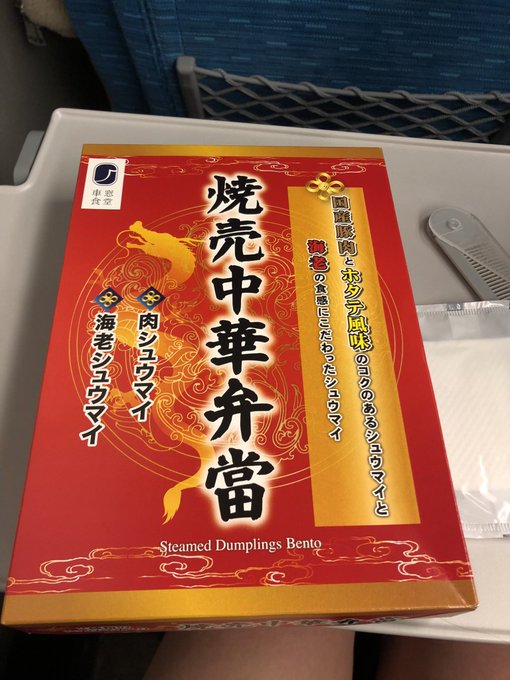 国産豚肉とホタテ風味のコクのあるシュウマイと
海老の食感にこだわったシュウマイ
焼売中華弁當
肉シュウマイ
海老シュウマイ
車窓
食堂
Steamed Dumplings Bento